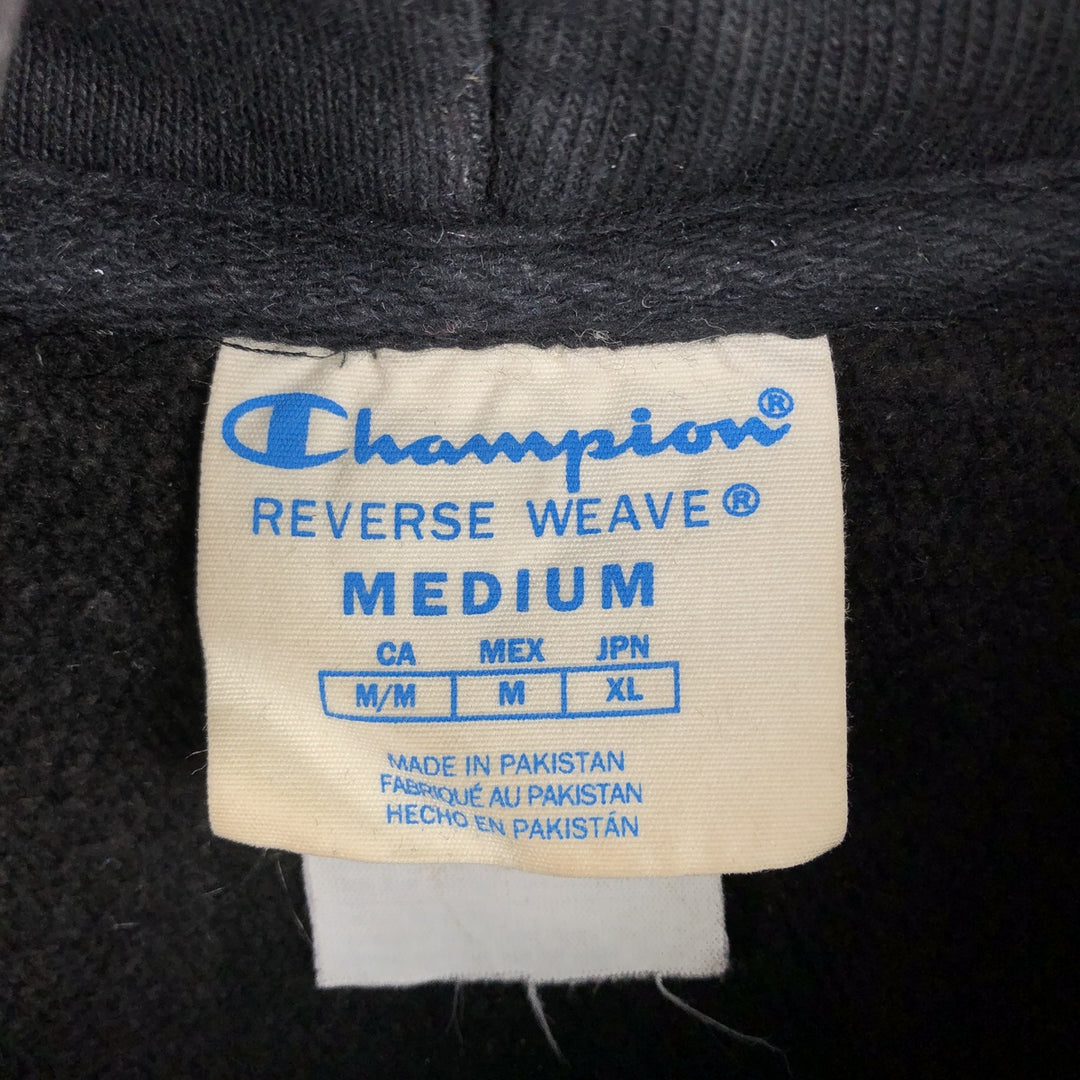 Champion®
REVERSE WEAVE®
MEDIUM
CA MEX JPN
M/M M XL
MADE IN PAKISTAN
FABRIQUÉ AU PAKISTAN
HECHO EN PAKISTÁN